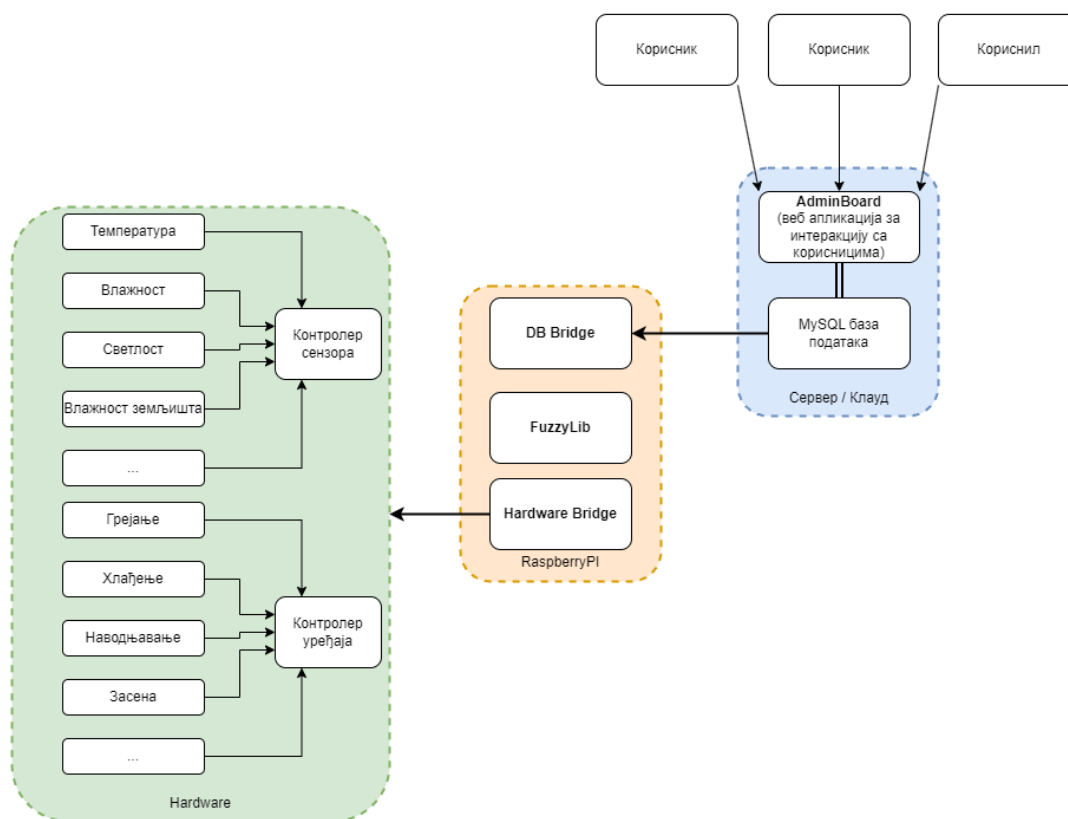 Корисник
Корисник
Кориснил
AdminBoard
(веб апликација за
интеракцију са
корисницима)
MySQL база
података
Сервер / Клауд
DB Bridge
FuzzyLib
Hardware Bridge
RaspberryPI
Температура
Влажност
Светлост
Влажност земљишта
...
Контролер
сензора
Грејање
Хлађење
Наводњавање
Засена
...
Контролер
уређаја
Hardware